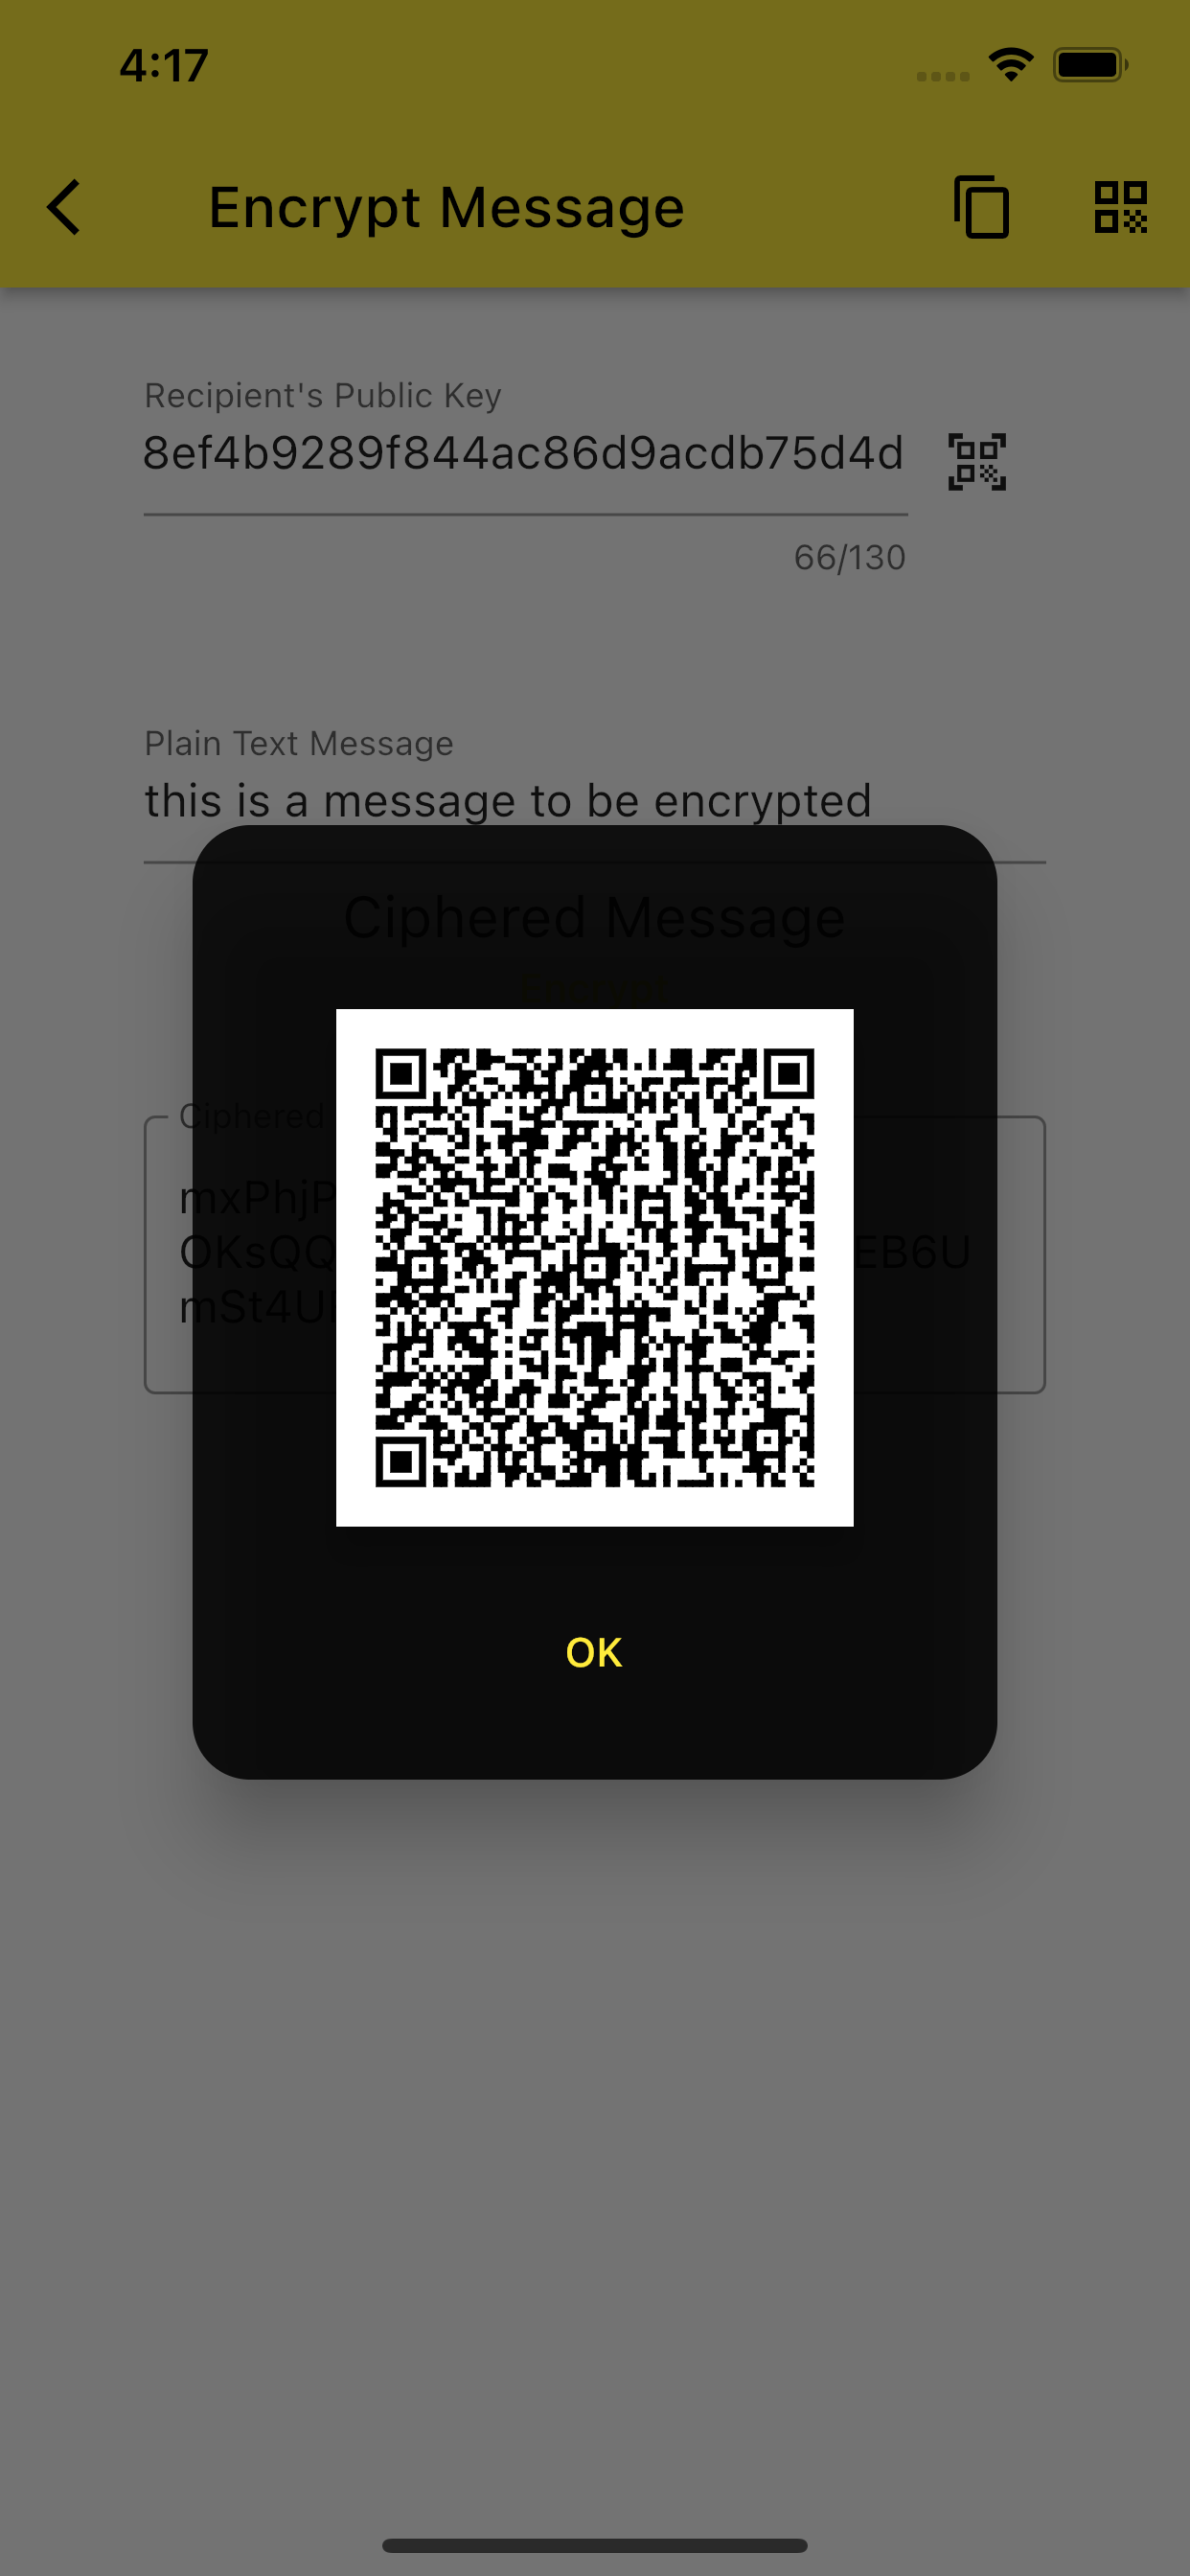 4:17
Encrypt Message
Recipient's Public Key
8ef4b9289f844ac86d9acdb75d4d
66/130
Plain Text Message
this is a message to be encrypted
Ciphered Message
Encrypt
Ciphered
mxPhjP
OKsQQ EB6U
mSt4U
OK